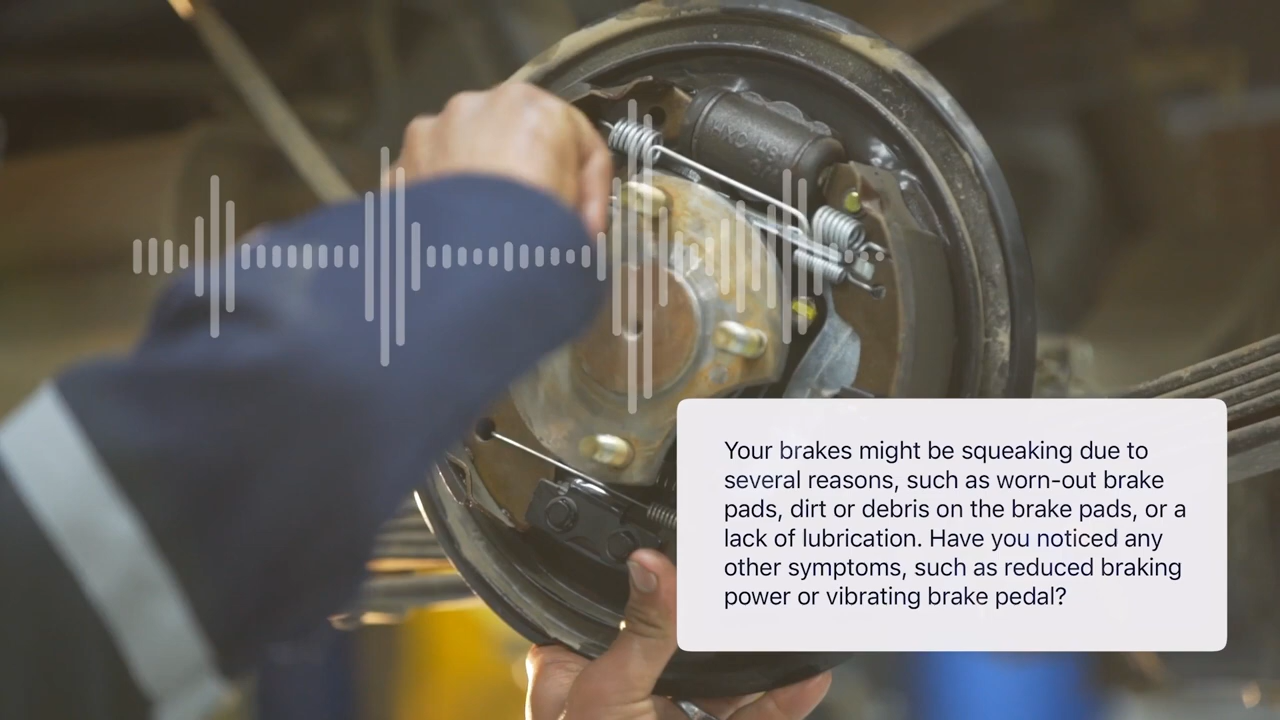 Your brakes might be squeaking due to
several reasons, such as worn-out brake
pads, dirt or debris on the brake pads, or a
lack of lubrication. Have you noticed any
other symptoms, such as reduced braking
power or vibrating brake pedal?